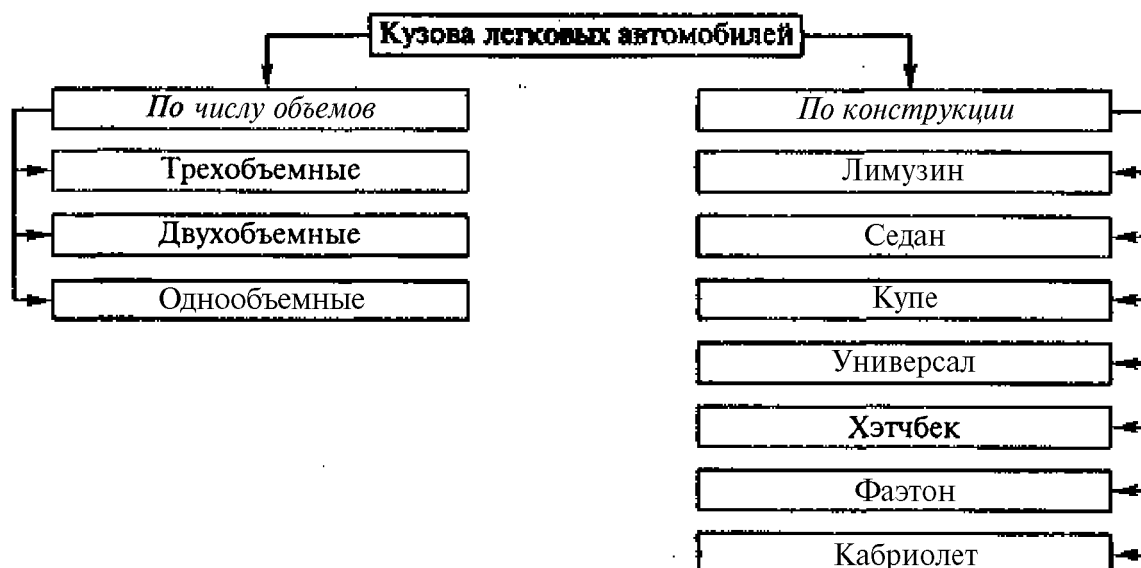 Кузова легковых автомобилей
По числу объемов
Трехобъемные
Двухобъемные
Однообъемные
По конструкции
Лимузин
Седан
Купе
Универсал
Хэтчбек
Фаэтон
Кабриолет